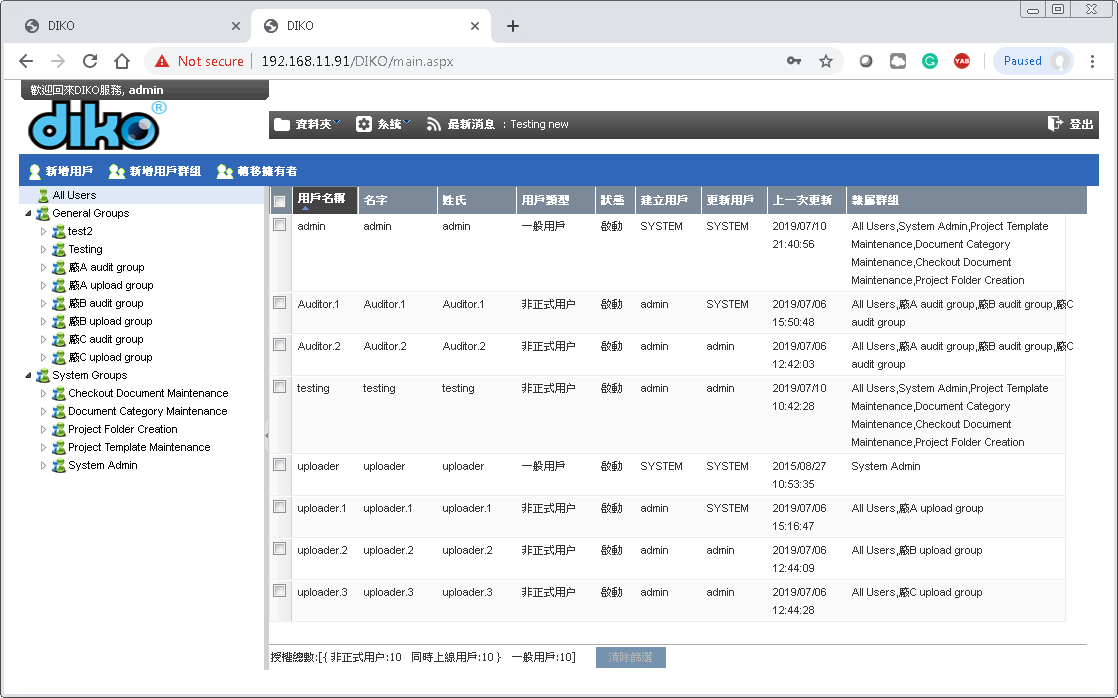 DIKO
DIKO
Not secure 192.168.11.91/DIKO/main.aspx
YAB
Paused
歡迎回來DIKO服務, admin
diko®
資料夾 系統 最新消息 : Testing new 登出
新增用戶 新增用戶群組 轉移擁有者
All Users
General Groups
test2
Testing
廠A audit group
廠A upload group
廠B audit group
廠B upload group
廠C audit group
廠C upload group
System Groups
Checkout Document Maintenance
Document Category Maintenance
Project Folder Creation
Project Template Maintenance
System Admin
用戶名稱 名字 姓氏 用戶類型 狀態 建立用戶 更新用戶 上一次更新 隸屬群組
admin admin admin 一般用戶 啟動 SYSTEM SYSTEM 2019/07/10 All Users,System Admin,Project Template
21:40:56 Maintenance,Document Category
Maintenance,Checkout Document
Maintenance,Project Folder Creation
Auditor.1 Auditor.1 Auditor.1 非正式用户 啟動 admin SYSTEM 2019/07/06 All Users,廠A audit group,廠B audit group,廠C
15:50:48 audit group
Auditor.2 Auditor.2 Auditor.2 非正式用户 啟動 admin admin 2019/07/06 All Users,廠A audit group,廠B audit group,廠C
12:42:03 audit group
testing testing testing 非正式用户 啟動 admin admin 2019/07/10 All Users,System Admin,Project Template
10:42:28 Maintenance,Document Category
Maintenance,Checkout Document
Maintenance,Project Folder Creation
uploader uploader uploader 一般用戶 啟動 SYSTEM SYSTEM 2015/08/27 System Admin
10:53:35
uploader.1 uploader.1 uploader.1 非正式用户 啟動 admin SYSTEM 2019/07/06 All Users,廠A upload group
15:16:47
uploader.2 uploader.2 uploader.2 非正式用户 啟動 admin admin 2019/07/06 All Users,廠B upload group
12:44:09
uploader.3 uploader.3 uploader.3 非正式用户 啟動 admin admin 2019/07/06 All Users,廠C upload group
12:44:28
授權總數:[{ 非正式用户:10 同時上線用戶:10 } 一般用戶:10] 清除篩選